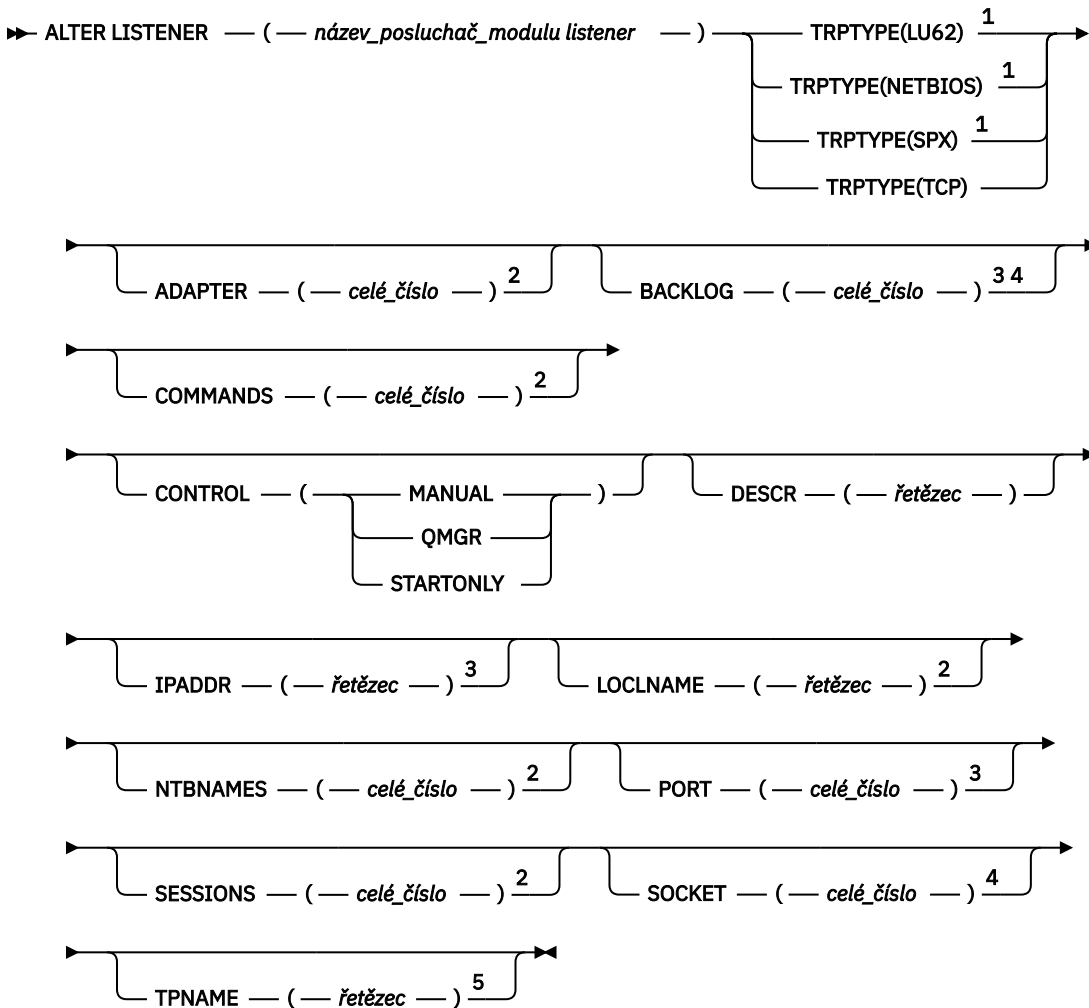 ALTER LISTENER ( název_posluchač_modulu listener ) TRPTYPE(LU62) 1
TRPTYPE(NETBIOS) 1
TRPTYPE(SPX) 1
TRPTYPE(TCP)
ADAPTER ( celé_číslo ) 2 BACKLOG ( celé_číslo ) 3 4
COMMANDS ( celé_číslo ) 2
CONTROL ( MANUAL ) DESCR ( řetězec )
QMGR
STARTONLY
IPADDR ( řetězec ) 3 LOCLNAME ( řetězec ) 2
NTBNAMES ( celé_číslo ) 2 PORT ( celé_číslo ) 3
SESSIONS ( celé_číslo ) 2 SOCKET ( celé_číslo ) 4
TPNAME ( řetězec ) 5